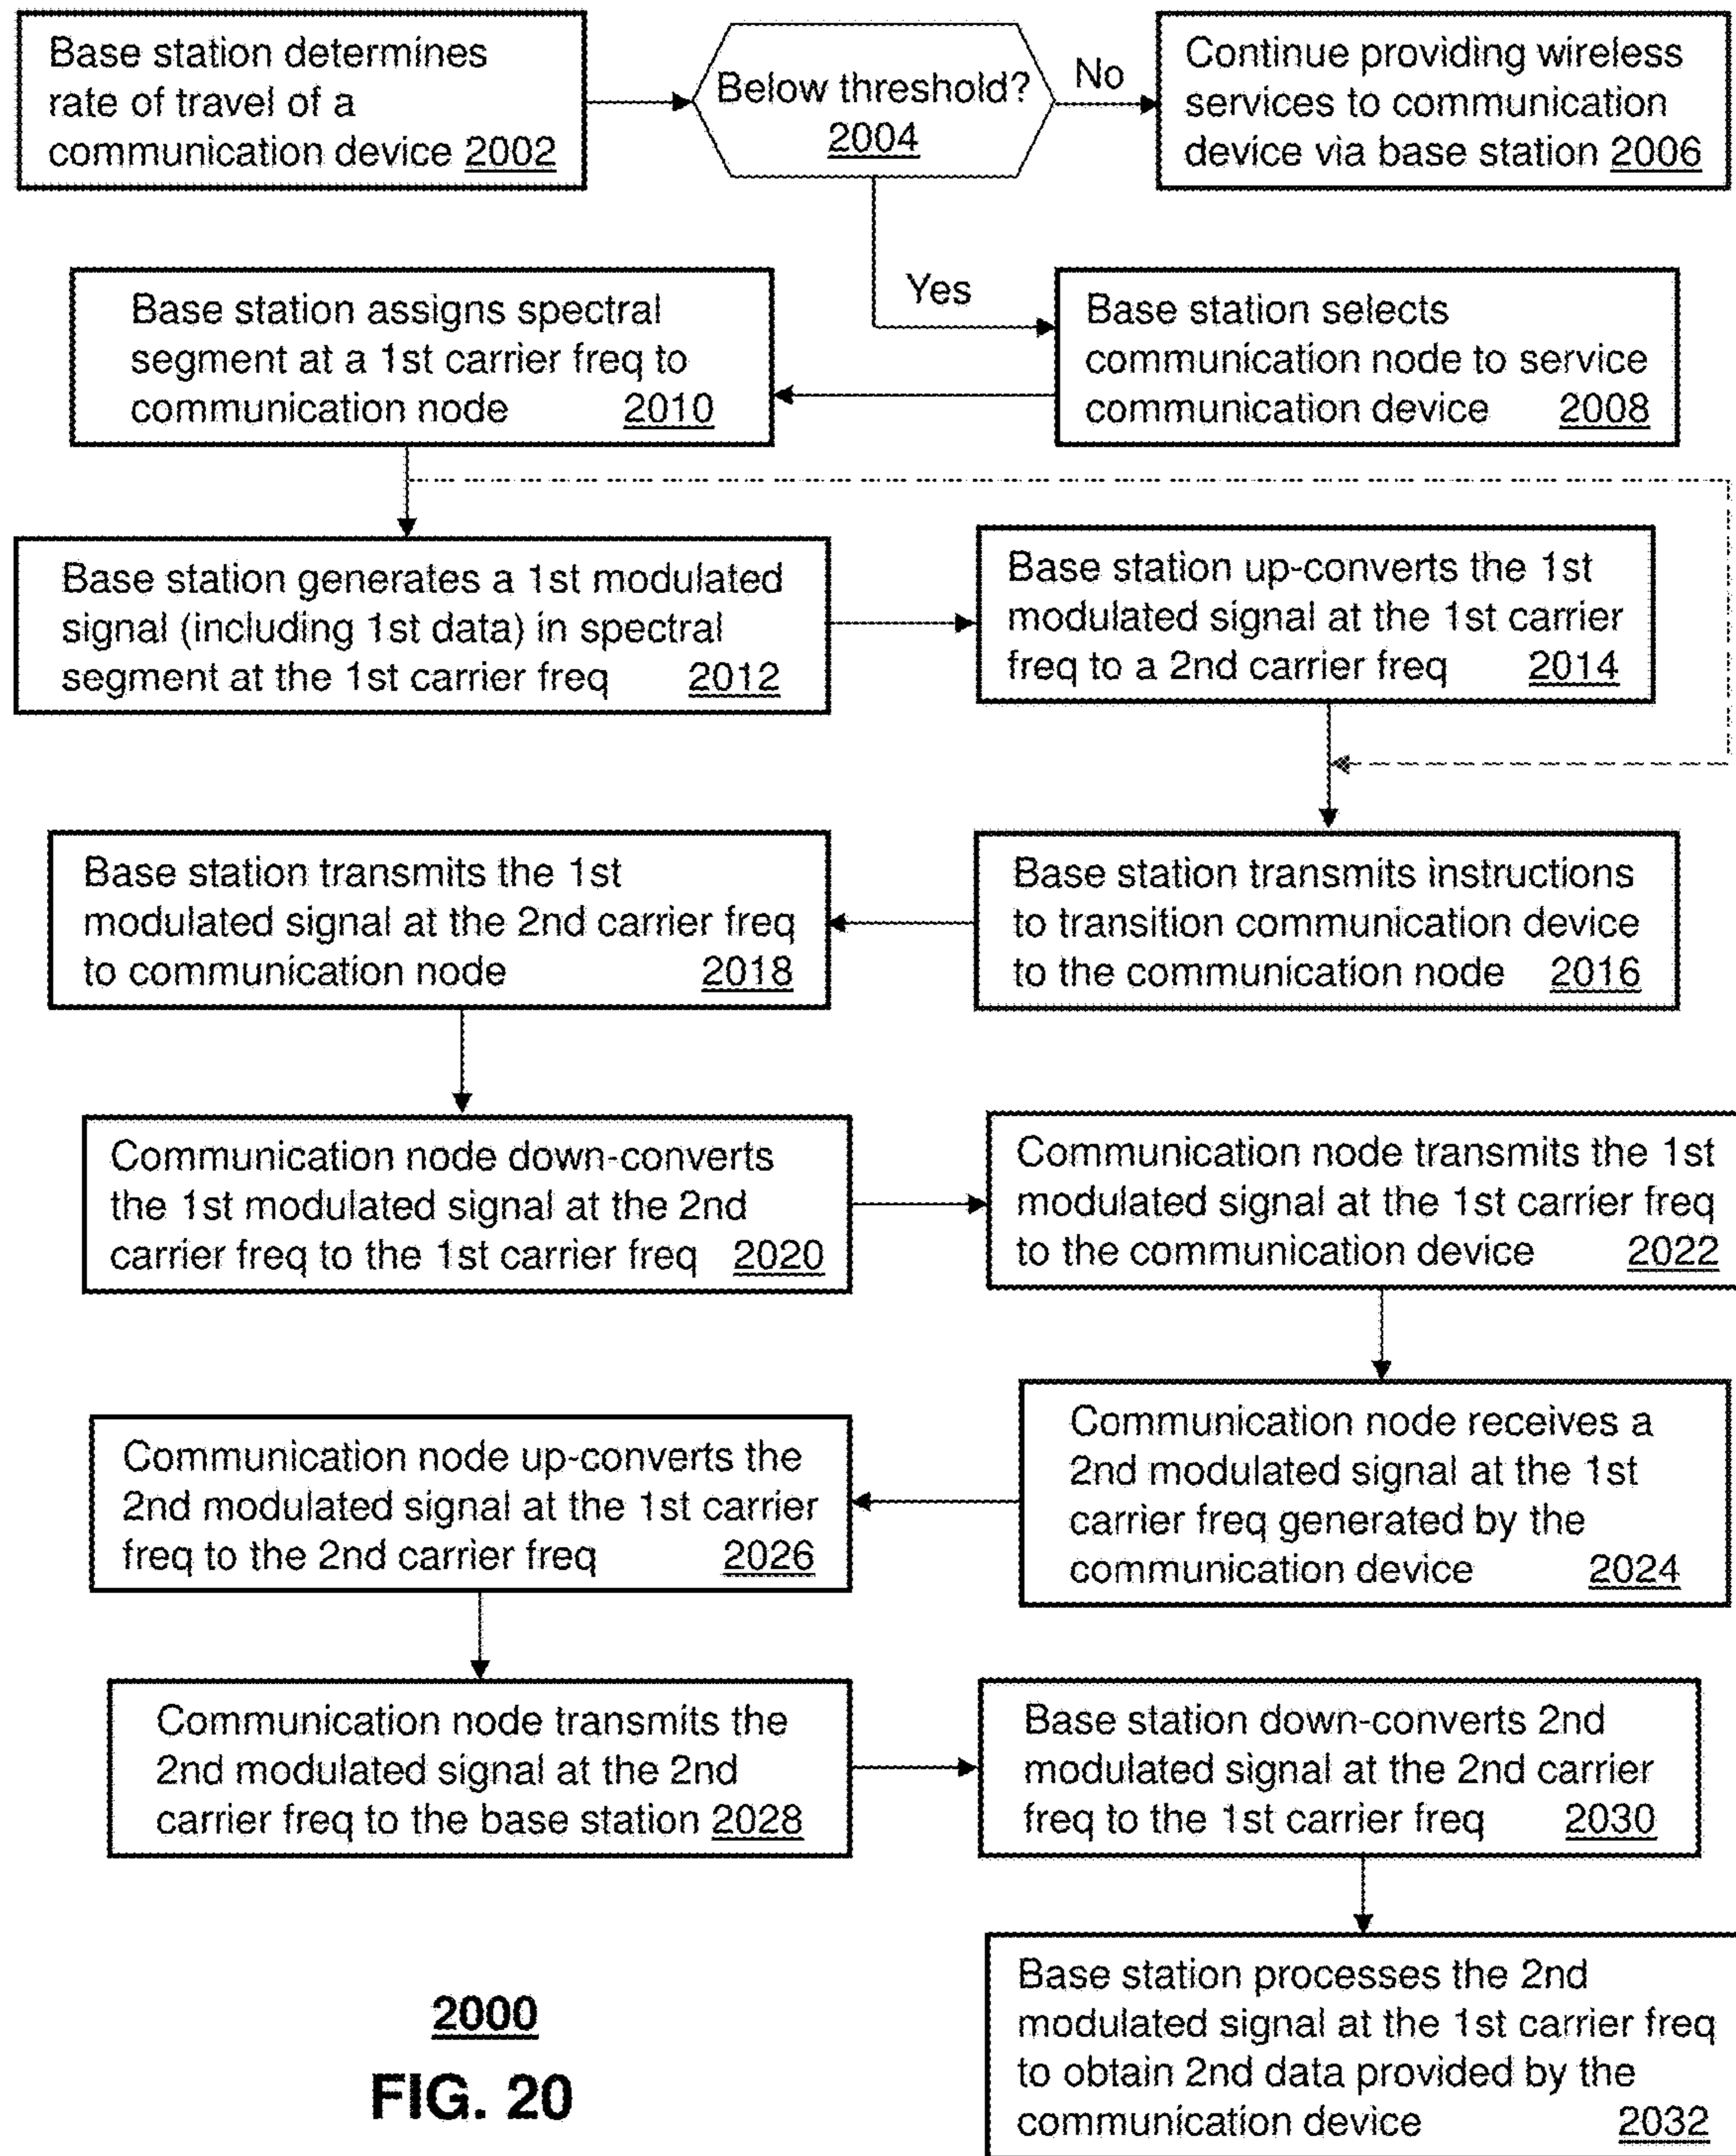 Base station determines
rate of travel of a
communication device 2002
Below threshold?
2004
No
Continue providing wireless
services to communication
device via base station 2006
Yes
Base station selects
communication node to service
communication device 2008
Base station assigns spectral
segment at a 1st carrier freq to
communication node 2010
Base station generates a 1st modulated
signal (including 1st data) in spectral
segment at the 1st carrier freq 2012
Base station up-converts the 1st
modulated signal at the 1st carrier
freq to a 2nd carrier freq 2014
Base station transmits instructions
to transition communication device
to the communication node 2016
Base station transmits the 1st
modulated signal at the 2nd carrier freq
to communication node 2018
Communication node down-converts
the 1st modulated signal at the 2nd
carrier freq to the 1st carrier freq 2020
Communication node transmits the 1st
modulated signal at the 1st carrier freq
to the communication device 2022
Communication node receives a
2nd modulated signal at the 1st
carrier freq generated by the
communication device 2024
Communication node up-converts the
2nd modulated signal at the 1st carrier
freq to the 2nd carrier freq 2026
Communication node transmits the
2nd modulated signal at the 2nd
carrier freq to the base station 2028
Base station down-converts 2nd
modulated signal at the 2nd carrier
freq to the 1st carrier freq 2030
Base station processes the 2nd
modulated signal at the 1st carrier freq
to obtain 2nd data provided by the
communication device 2032
2000
FIG. 20